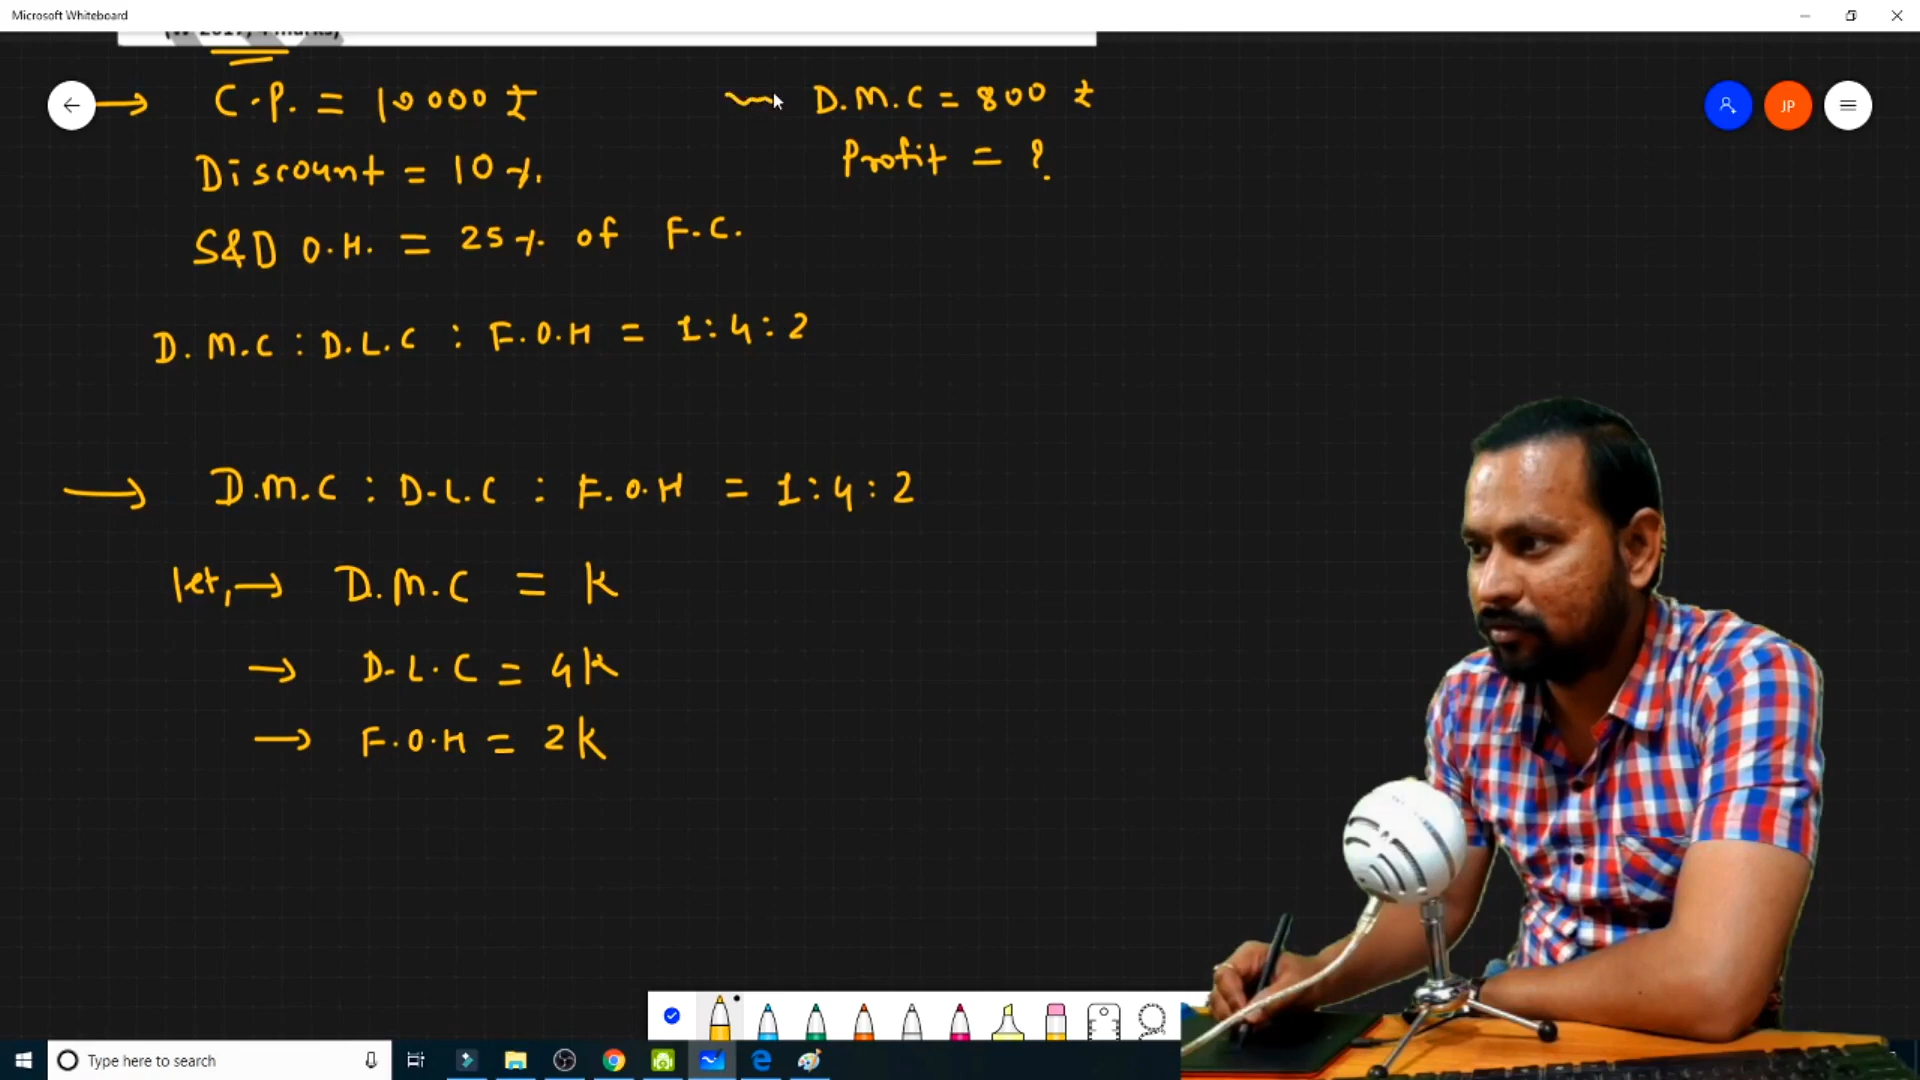 Microsoft Whiteboard
→ C.P. = 10000 ₹
Discount = 10 %.
S&D O.H. = 25 % of F.C.
D.M.C : D.L.C : F.O.H = 1:4:2
D.M.C = 800 ₹
Profit = ?
JP
→ D.M.C : D.L.C : F.O.H = 1:4:2
let, → D.M.C = k
→ D.L.C = 4k
→ F.O.H = 2k
Type here to search